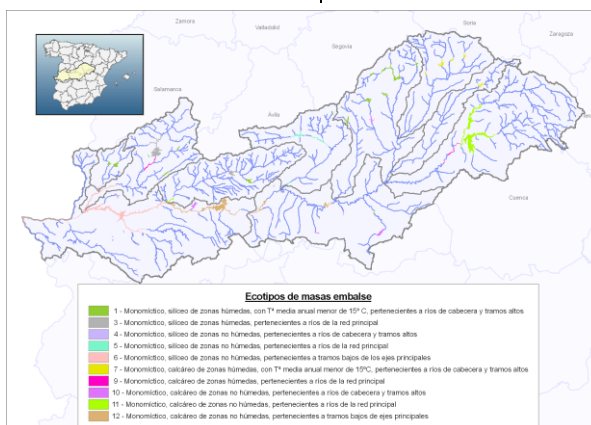 Zamora
Valladolid
Soria
Zaragoza
Segovia
Salamanca
Ávila
Cuenca
Ecotipos de masas embalse
1 - Monomíctico, silíceo de zonas húmedas, con Tª media anual menor de 15º C, pertenecientes a ríos de cabecera y tramos altos
3 - Monomíctico, silíceo de zonas húmedas, pertenecientes a ríos de la red principal
4 - Monomíctico, silíceo de zonas no húmedas, pertenecientes a ríos de cabecera y tramos altos
5 - Monomíctico, silíceo de zonas no húmedas, pertenecientes a ríos de la red principal
6 - Monomíctico, silíceo de zonas no húmedas, pertenecientes a tramos bajos de los ejes principales
7 - Monomíctico, calcáreo de zonas húmedas, con Tª media anual menor de 15ºC, pertenecientes a ríos de cabecera y tramos altos
9 - Monomíctico, calcáreo de zonas húmedas, pertenecientes a ríos de la red principal
10 - Monomíctico, calcáreo de zonas no húmedas, pertenecientes a ríos de cabecera y tramos altos
11 - Monomíctico, calcáreo de zonas no húmedas, pertenecientes a ríos de la red principal
12 - Monomíctico, calcáreo de zonas no húmedas, pertenecientes a tramos bajos de ejes principales